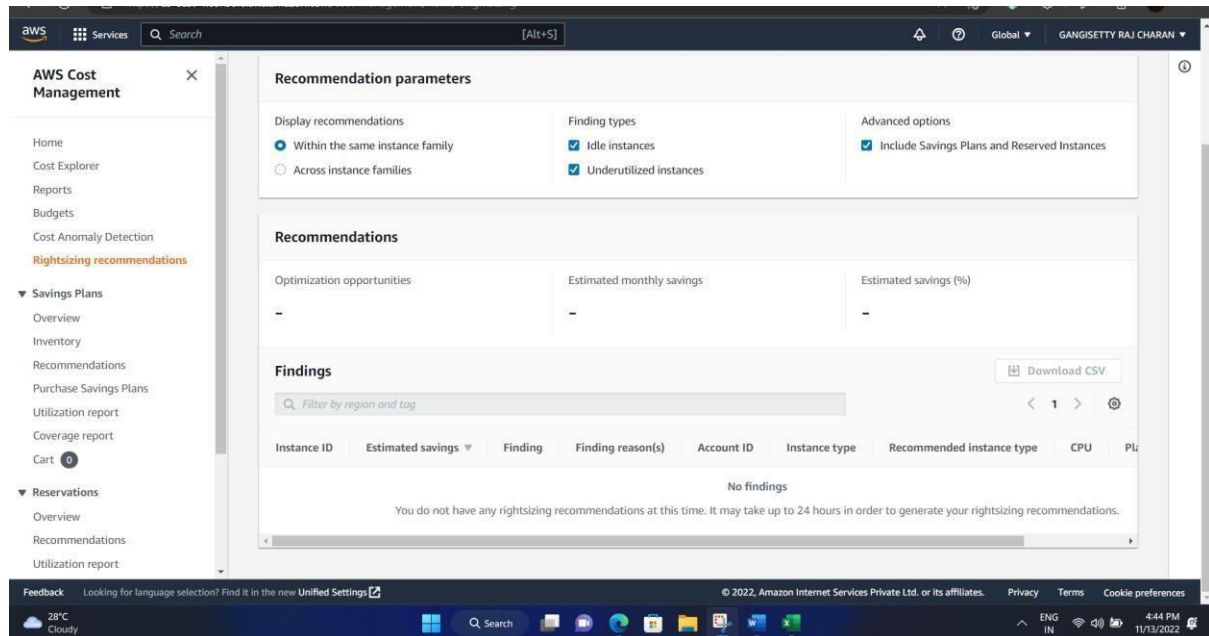 aws
Services
Search
[Alt+S]
Global
GANGISETTY RAJ CHARAN
AWS Cost
Management
Home
Cost Explorer
Reports
Budgets
Cost Anomaly Detection
Rightsizing recommendations
Savings Plans
Overview
Inventory
Recommendations
Purchase Savings Plans
Utilization report
Coverage report
Cart 0
Reservations
Overview
Recommendations
Utilization report
Recommendation parameters
Display recommendations
Within the same instance family
Across instance families
Finding types
Idle instances
Underutilized instances
Advanced options
Include Savings Plans and Reserved Instances
Recommendations
Optimization opportunities
-
Estimated monthly savings
-
Estimated savings (%)
-
Findings
Download CSV
Filter by region and tag
1
Instance ID Estimated savings Finding Finding reason(s) Account ID Instance type Recommended instance type CPU
No findings
You do not have any rightsizing recommendations at this time. It may take up to 24 hours in order to generate your rightsizing recommendations.
Feedback Looking for language selection? Find it in the new Unified Settings © 2022, Amazon Internet Services Private Ltd. or its affiliates. Privacy Terms Cookie preferences
28°C
Cloudy
Search
ENG
IN
4:44 PM
11/13/2022